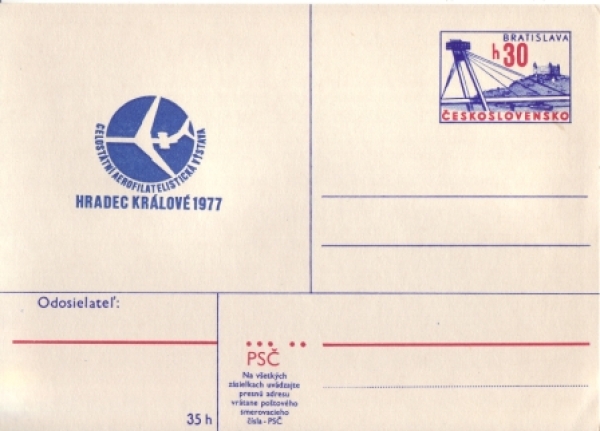 BRATISLAVA
h 30
ČESKOSLOVENSKO
CELOSTÁTNÍ AEROFILATELISTICKÁ VÝSTAVA
HRADEC KRÁLOVÉ 1977
Odosielateľ:
35 h
PSČ
Na všetkých
zásielkach uvádzajte
presnú adresu
vrátane poštového
smerovacieho
čísla - PSČ